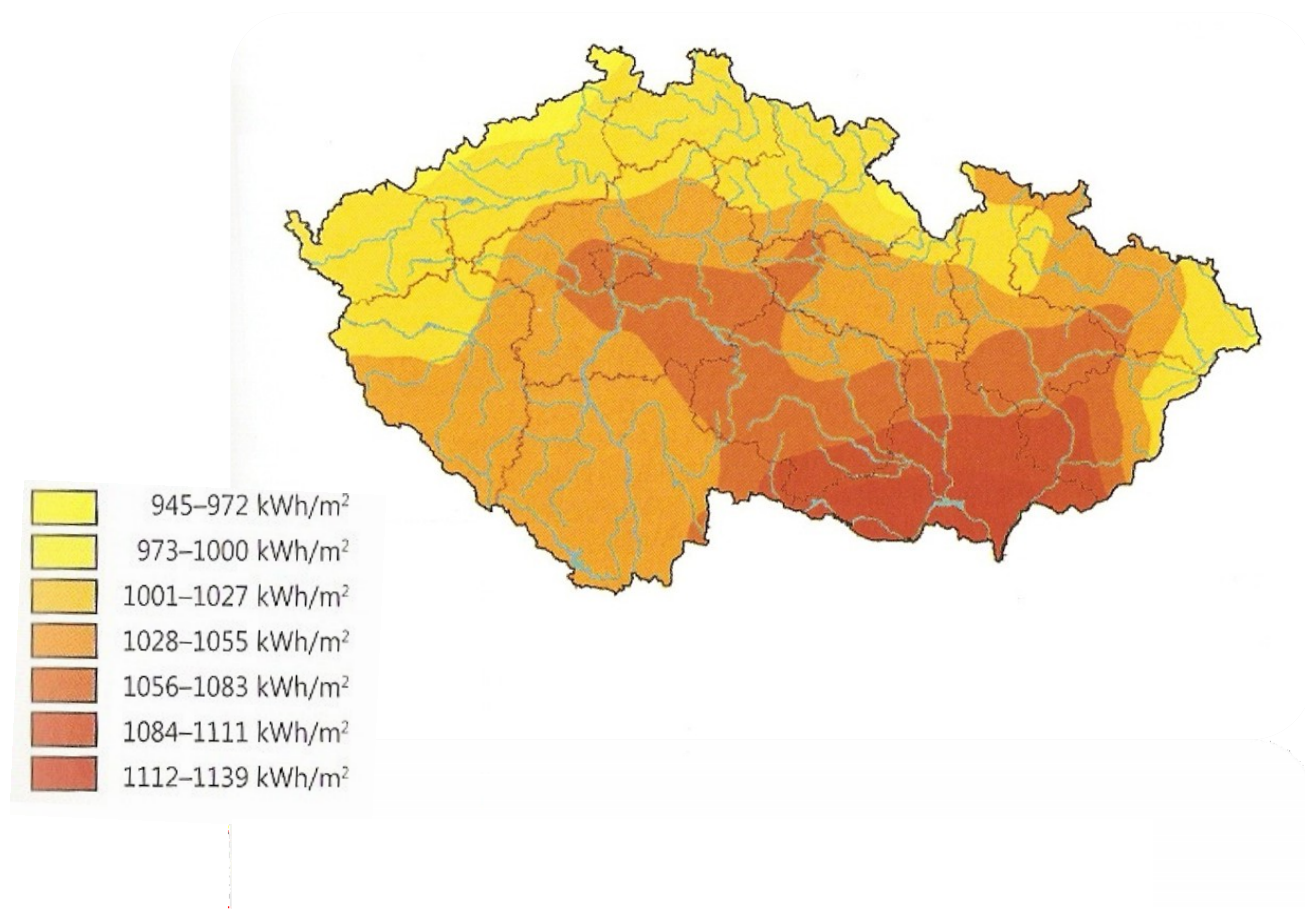 945–972 kWh/m²
973–1000 kWh/m²
1001–1027 kWh/m²
1028–1055 kWh/m²
1056–1083 kWh/m²
1084–1111 kWh/m²
1112–1139 kWh/m²